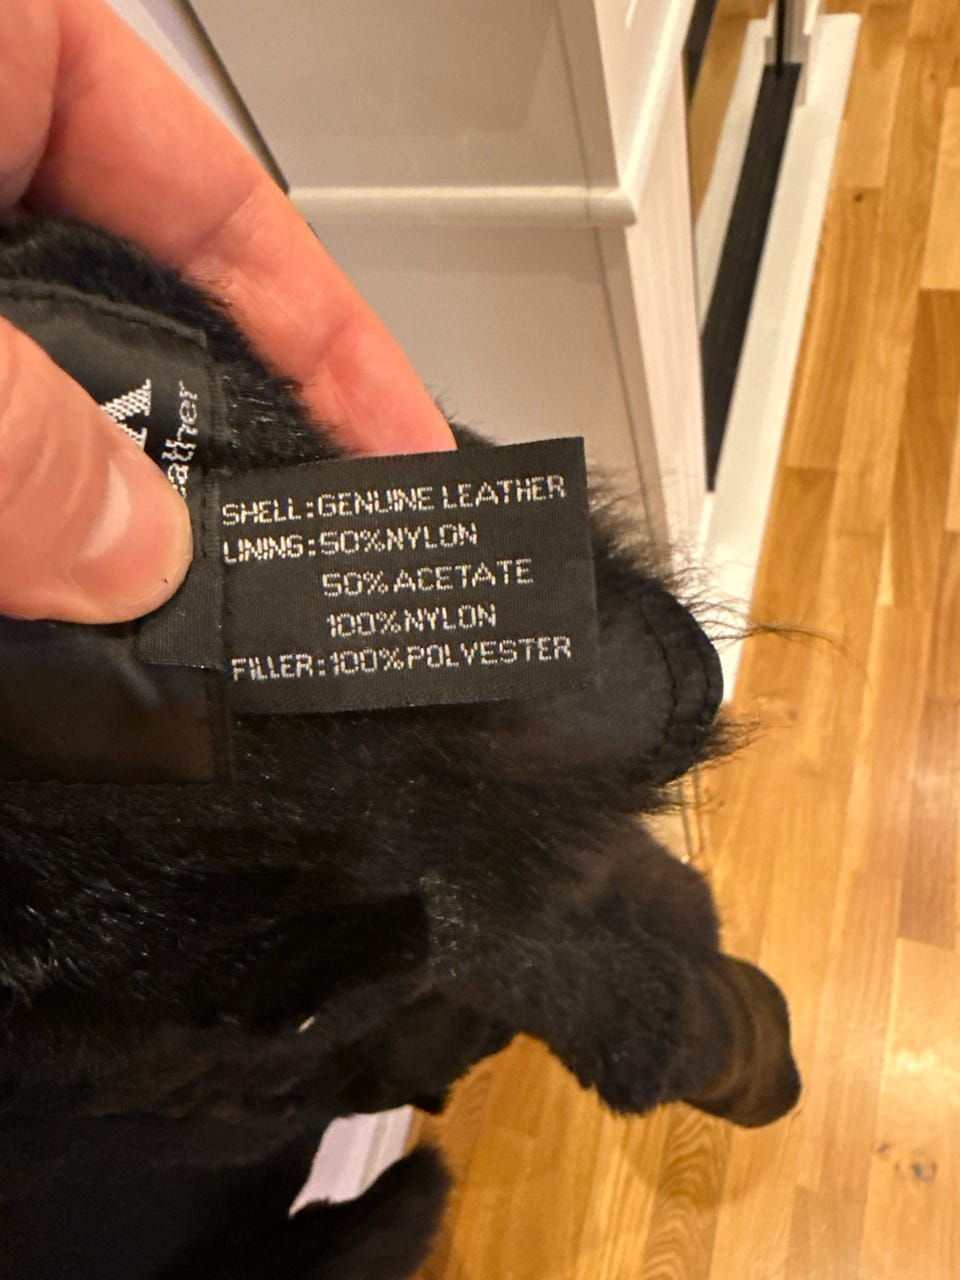 SHELL:GENUINE LEATHER
LINING:50%NYLON
50%ACETATE
100%NYLON
FILLER:100%POLYESTER